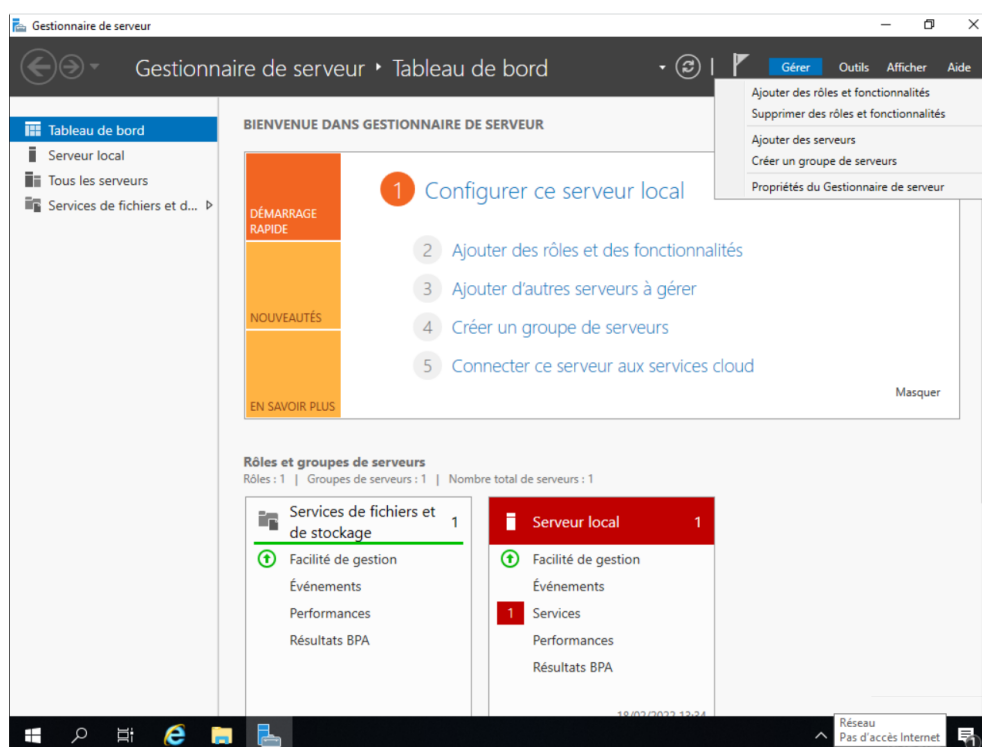 Gestionnaire de serveur
Gestionnaire de serveur • Tableau de bord
Gérer Outils Afficher Aide
Ajouter des rôles et fonctionnalités
Supprimer des rôles et fonctionnalités
Ajouter des serveurs
Créer un groupe de serveurs
Propriétés du Gestionnaire de serveur
Tableau de bord
Serveur local
Tous les serveurs
Services de fichiers et d...
BIENVENUE DANS GESTIONNAIRE DE SERVEUR
DÉMARRAGE
RAPIDE
NOUVEAUTÉS
EN SAVOIR PLUS
1 Configurer ce serveur local
2 Ajouter des rôles et des fonctionnalités
3 Ajouter d'autres serveurs à gérer
4 Créer un groupe de serveurs
5 Connecter ce serveur aux services cloud
Masquer
Rôles et groupes de serveurs
Rôles : 1 | Groupes de serveurs : 1 | Nombre total de serveurs : 1
Services de fichiers et
de stockage
1
Facilité de gestion
Événements
Performances
Résultats BPA
Serveur local 1
Facilité de gestion
Événements
1 Services
Performances
Résultats BPA
18/02/2022 13:34
Réseau
Pas d'accès Internet
1